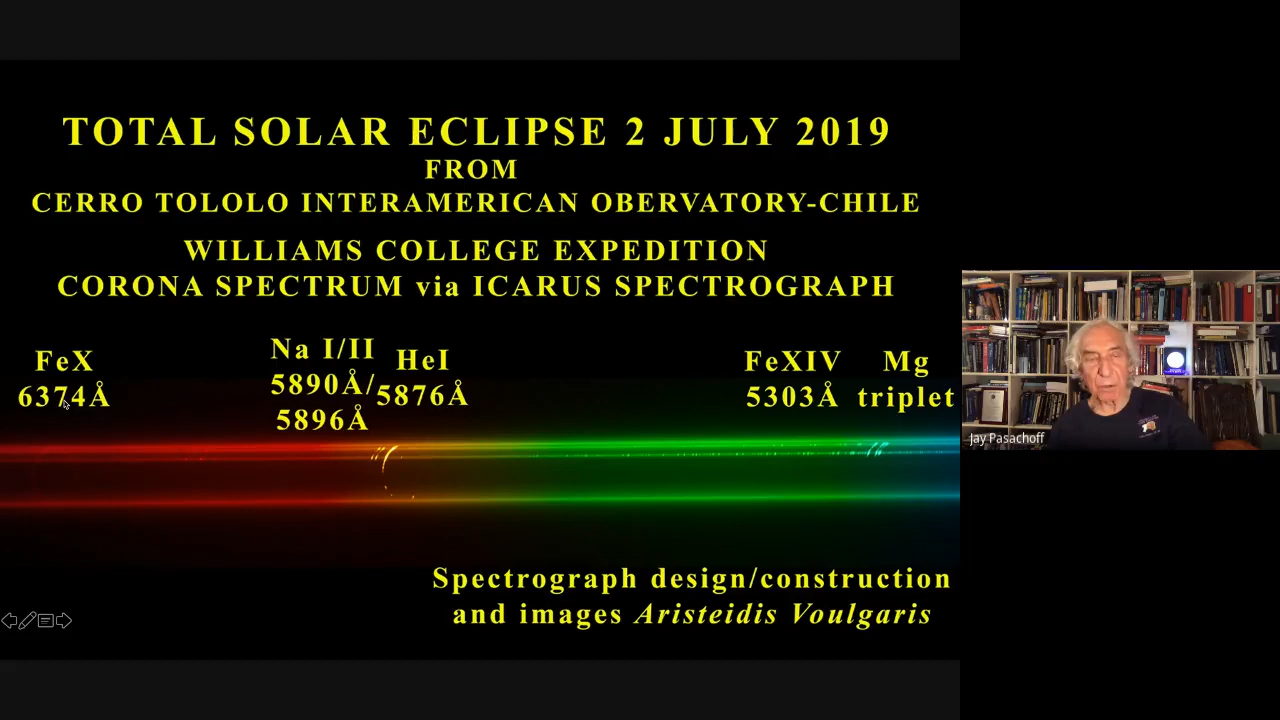 TOTAL SOLAR ECLIPSE 2 JULY 2019
FROM
CERRO TOLOLO INTERAMERICAN OBERVATORY-CHILE
WILLIAMS COLLEGE EXPEDITION
CORONA SPECTRUM via ICARUS SPECTROGRAPH
FeX
6374Å
Na I/II
5890Å/
5896Å
HeI
5876Å
FeXIV
5303Å
Mg
triplet
Spectrograph design/construction
and images Aristeidis Voulgaris
Jay Pasachoff